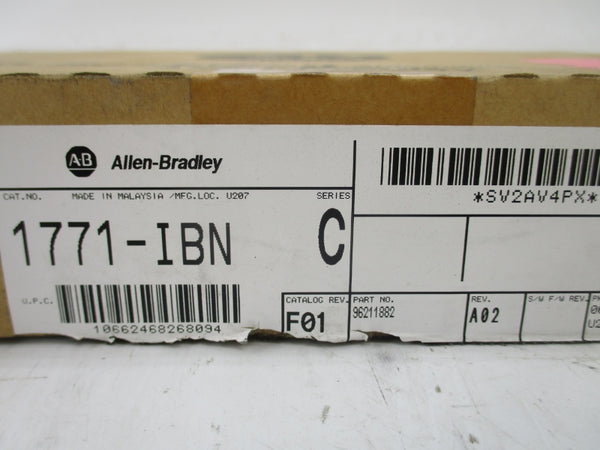 AB Allen-Bradley
*SV2AV4PX*
CAT.NO. MADE IN MALAYSIA /MFG.LOC. U207 SERIES
1771-IBN C
U.P.C.
10662468268094
CATALOG REV.
F01
PART NO.
96211882
REV.
A02
S/W F/W REV.